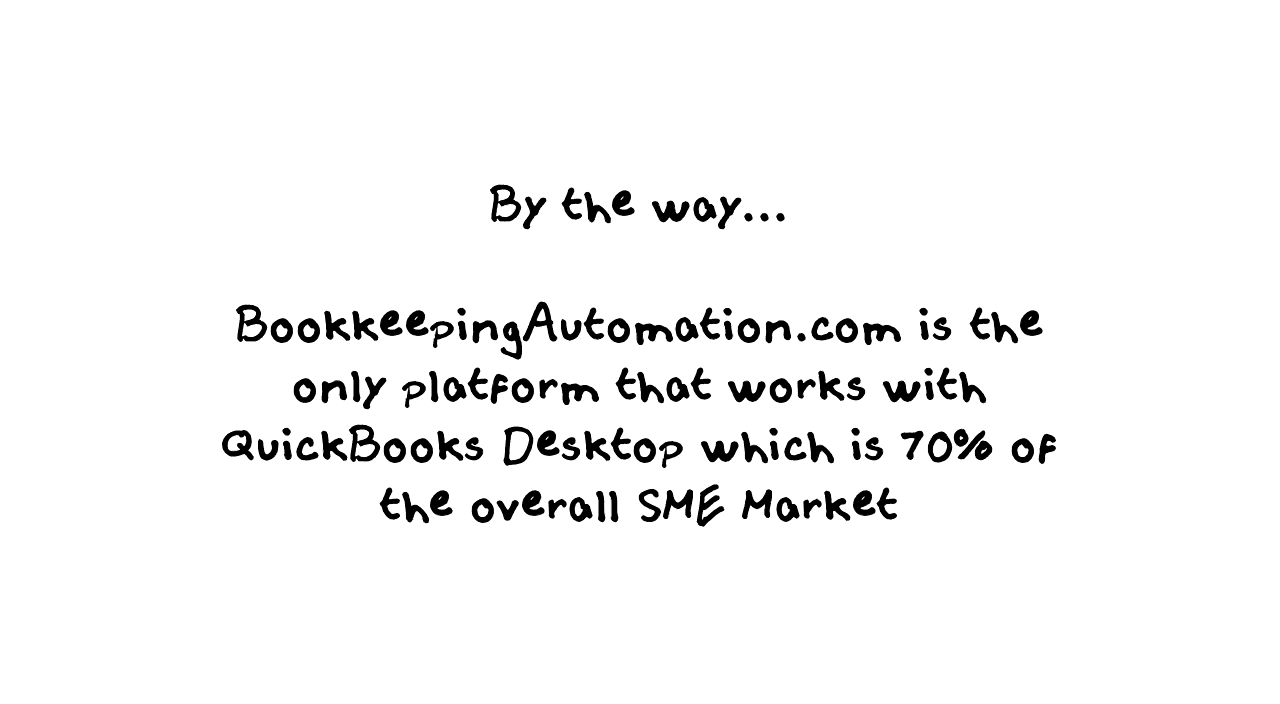 By the way...
BookkeepingAutomation.com is the
only platform that works with
QuickBooks Desktop which is 70% of
the overall SME Market